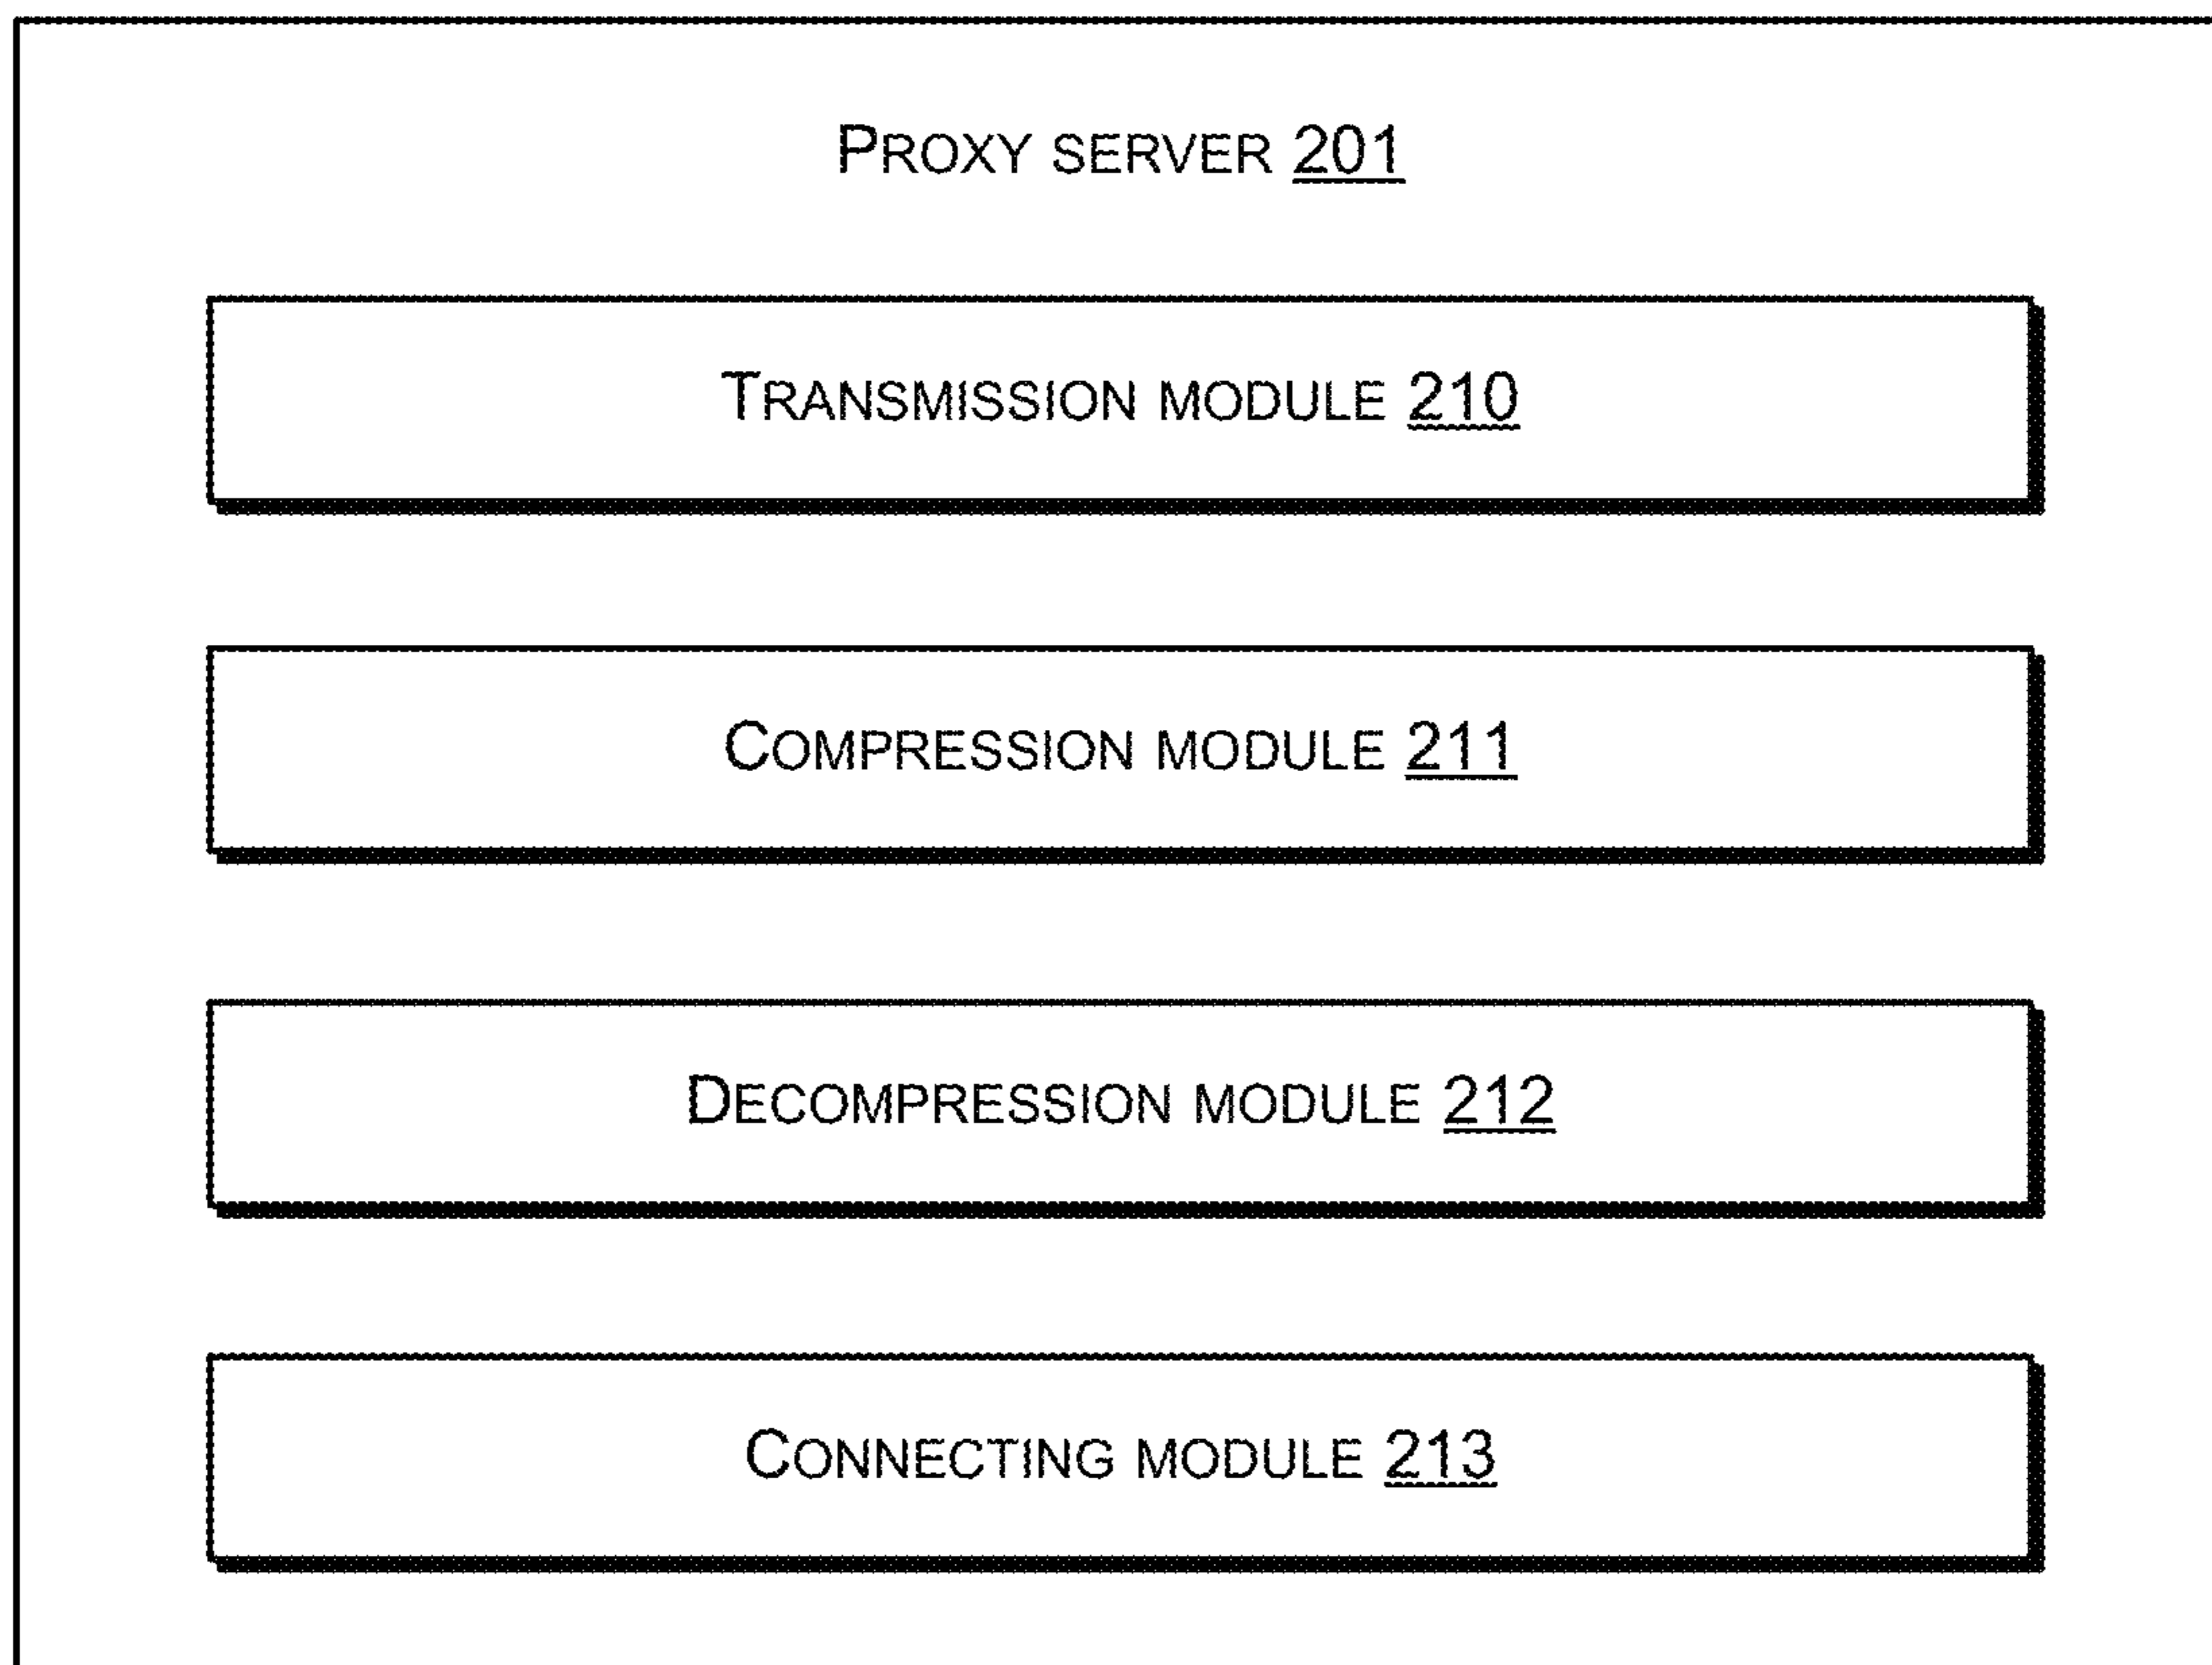 PROXY SERVER 201
TRANSMISSION MODULE 210
COMPRESSION MODULE 211
DECOMPRESSION MODULE 212
CONNECTING MODULE 213